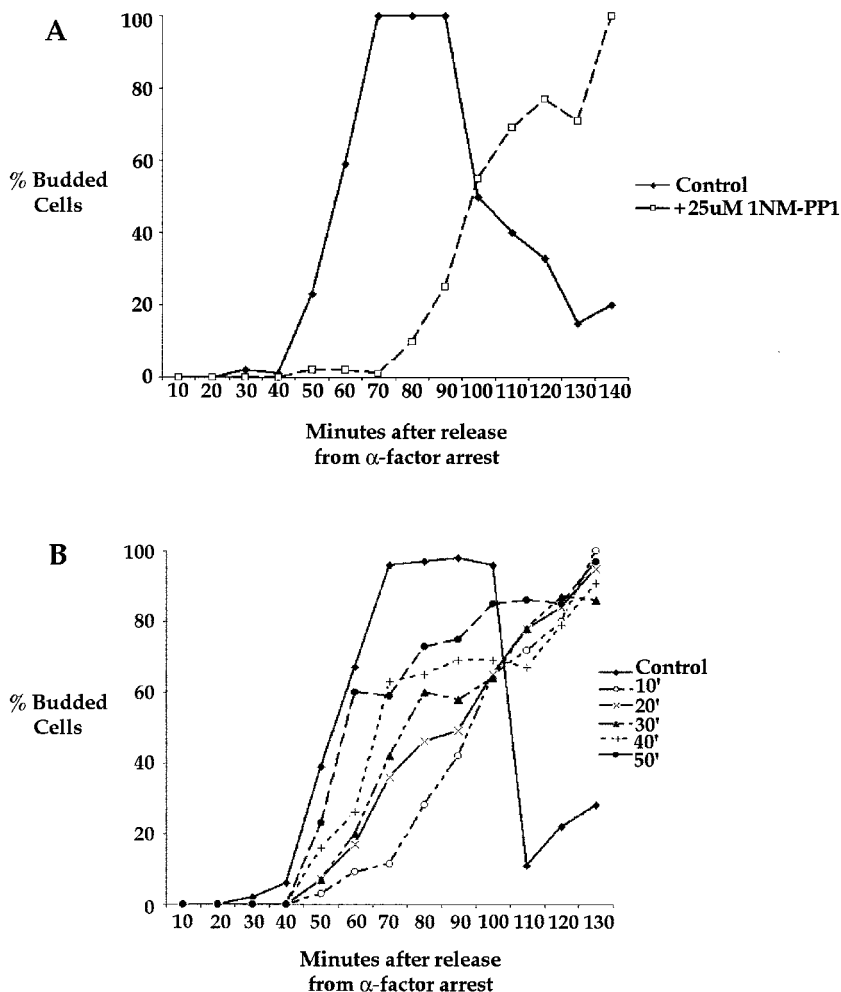 A
100
80
60
40
20
0
% Budded
Cells
10 20 30 40 50 60 70 80 90 100 110 120 130 140
Minutes after release
from α-factor arrest
Control
+25uM 1NM-PP1
B
100
80
60
40
20
0
% Budded
Cells
10 20 30 40 50 60 70 80 90 100 110 120 130
Minutes after release
from α-factor arrest
Control
10'
20'
30'
40'
50'